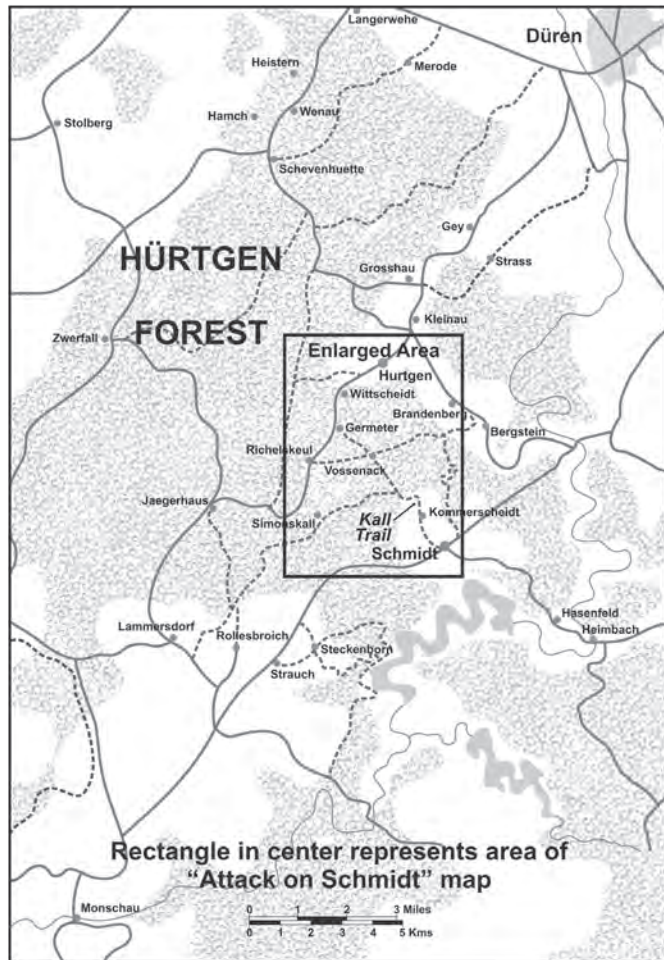 Langerwehe
Düren
Heistern
Merode
Hamch
Wenau
Stolberg
Schevenhuette
Gey
HÜRTGEN
Strass
Grosshau
Kleinau
FOREST
Zwerfall
Enlarged Area
Hurtgen
Wittscheidt
Brandenberg
Germeter
Bergstein
Richelskeul
Vossenack
Jaegerhaus
Simonskall
Kall
Trail
Kommerscheidt
Schmidt
Hasenfeld
Heimbach
Lammersdorf
Rollesbroich
Steckenborn
Strauch
Rectangle in center represents area of
“Attack on Schmidt” map
Monschau
0 1 2 3 Miles
0 1 2 3 4 5 Kms